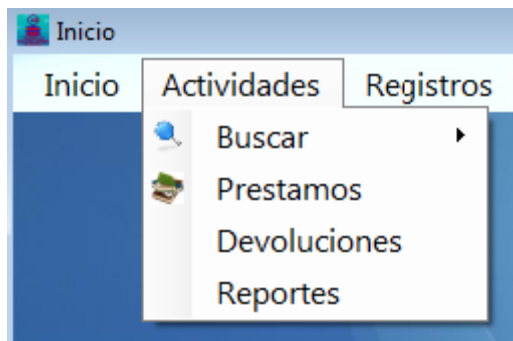 Inicio
Inicio Actividades Registros
Buscar
Prestamos
Devoluciones
Reportes